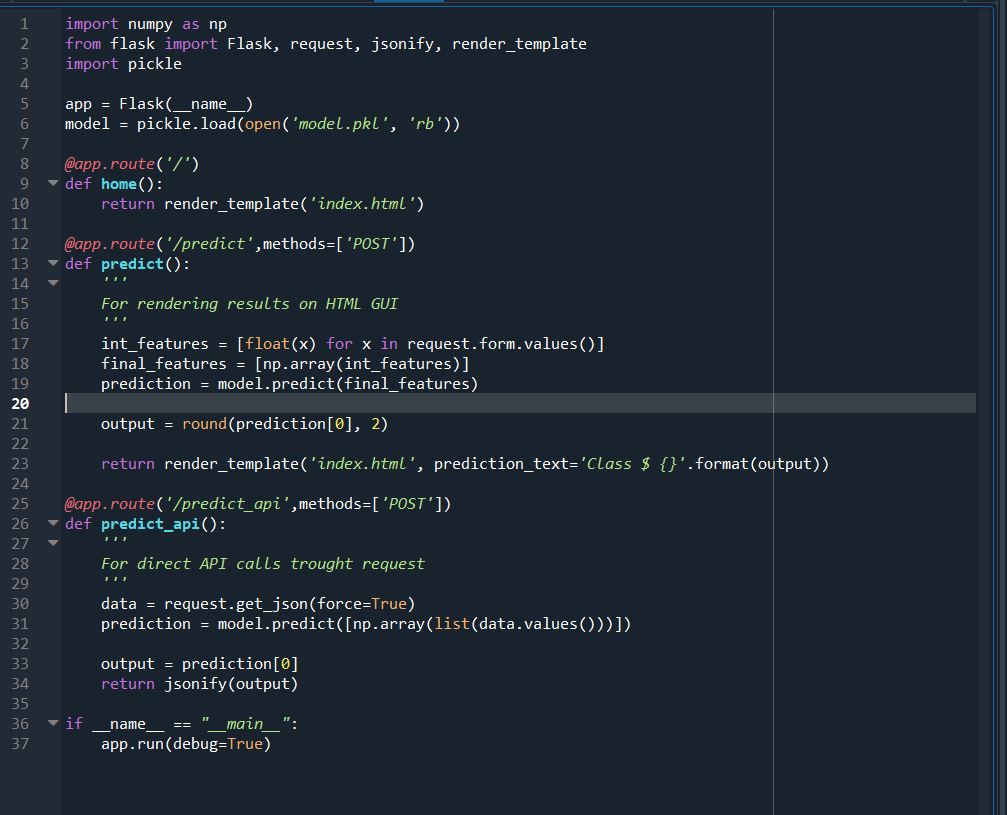 1 import numpy as np
2 from flask import Flask, request, jsonify, render_template
3 import pickle
4
5 app = Flask(__name__)
6 model = pickle.load(open('model.pkl', 'rb'))
7
8 @app.route('/')
9 def home():
10     return render_template('index.html')
11
12 @app.route('/predict',methods=['POST'])
13 def predict():
14     '''
15     For rendering results on HTML GUI
16     '''
17     int_features = [float(x) for x in request.form.values()]
18     final_features = [np.array(int_features)]
19     prediction = model.predict(final_features)
20
21     output = round(prediction[0], 2)
22
23     return render_template('index.html', prediction_text='Class $ {}'.format(output))
24
25 @app.route('/predict_api',methods=['POST'])
26 def predict_api():
27     '''
28     For direct API calls trought request
29     '''
30     data = request.get_json(force=True)
31     prediction = model.predict([np.array(list(data.values()))])
32
33     output = prediction[0]
34     return jsonify(output)
35
36 if __name__ == "__main__":
37     app.run(debug=True)